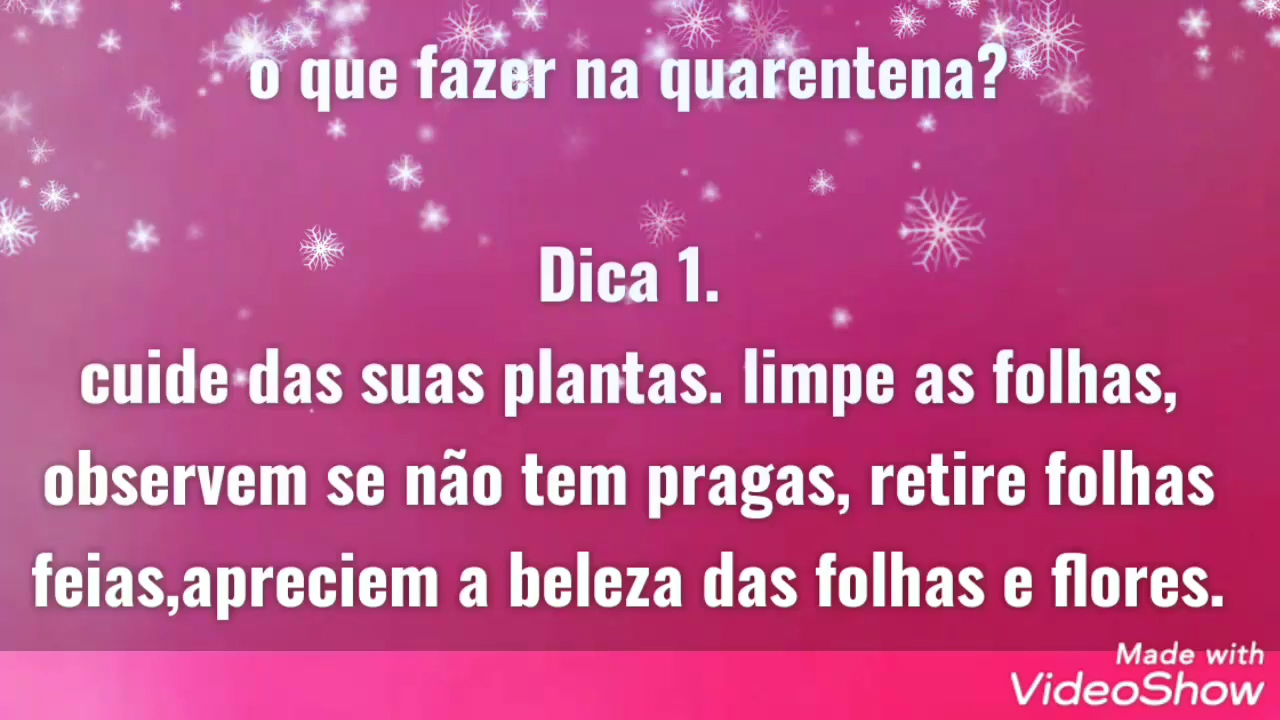 o que fazer na quarentena?
Dica 1.
cuide das suas plantas. limpe as folhas,
observem se não tem pragas, retire folhas
feias,apreciem a beleza das folhas e flores.
Made with
VideoShow